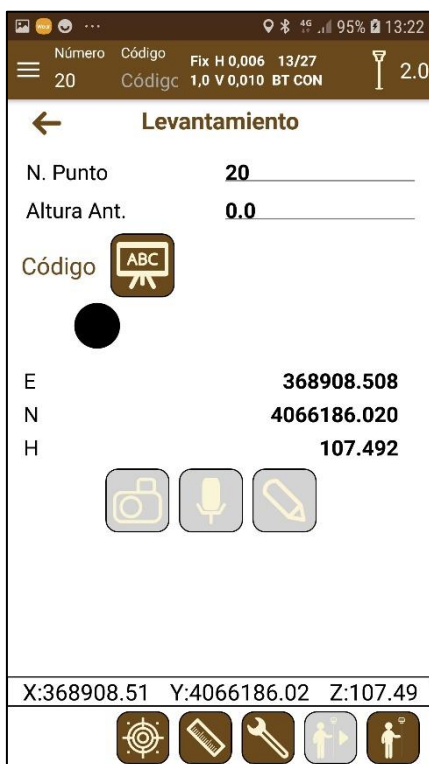 4G 95% 13:22
Número Código Fix H 0,006 13/27
20 Código 1,0 V 0,010 BT CON 2.0
Levantamiento
N. Punto 20
Altura Ant. 0.0
Código ABC
E 368908.508
N 4066186.020
H 107.492
X:368908.51 Y:4066186.02 Z:107.49